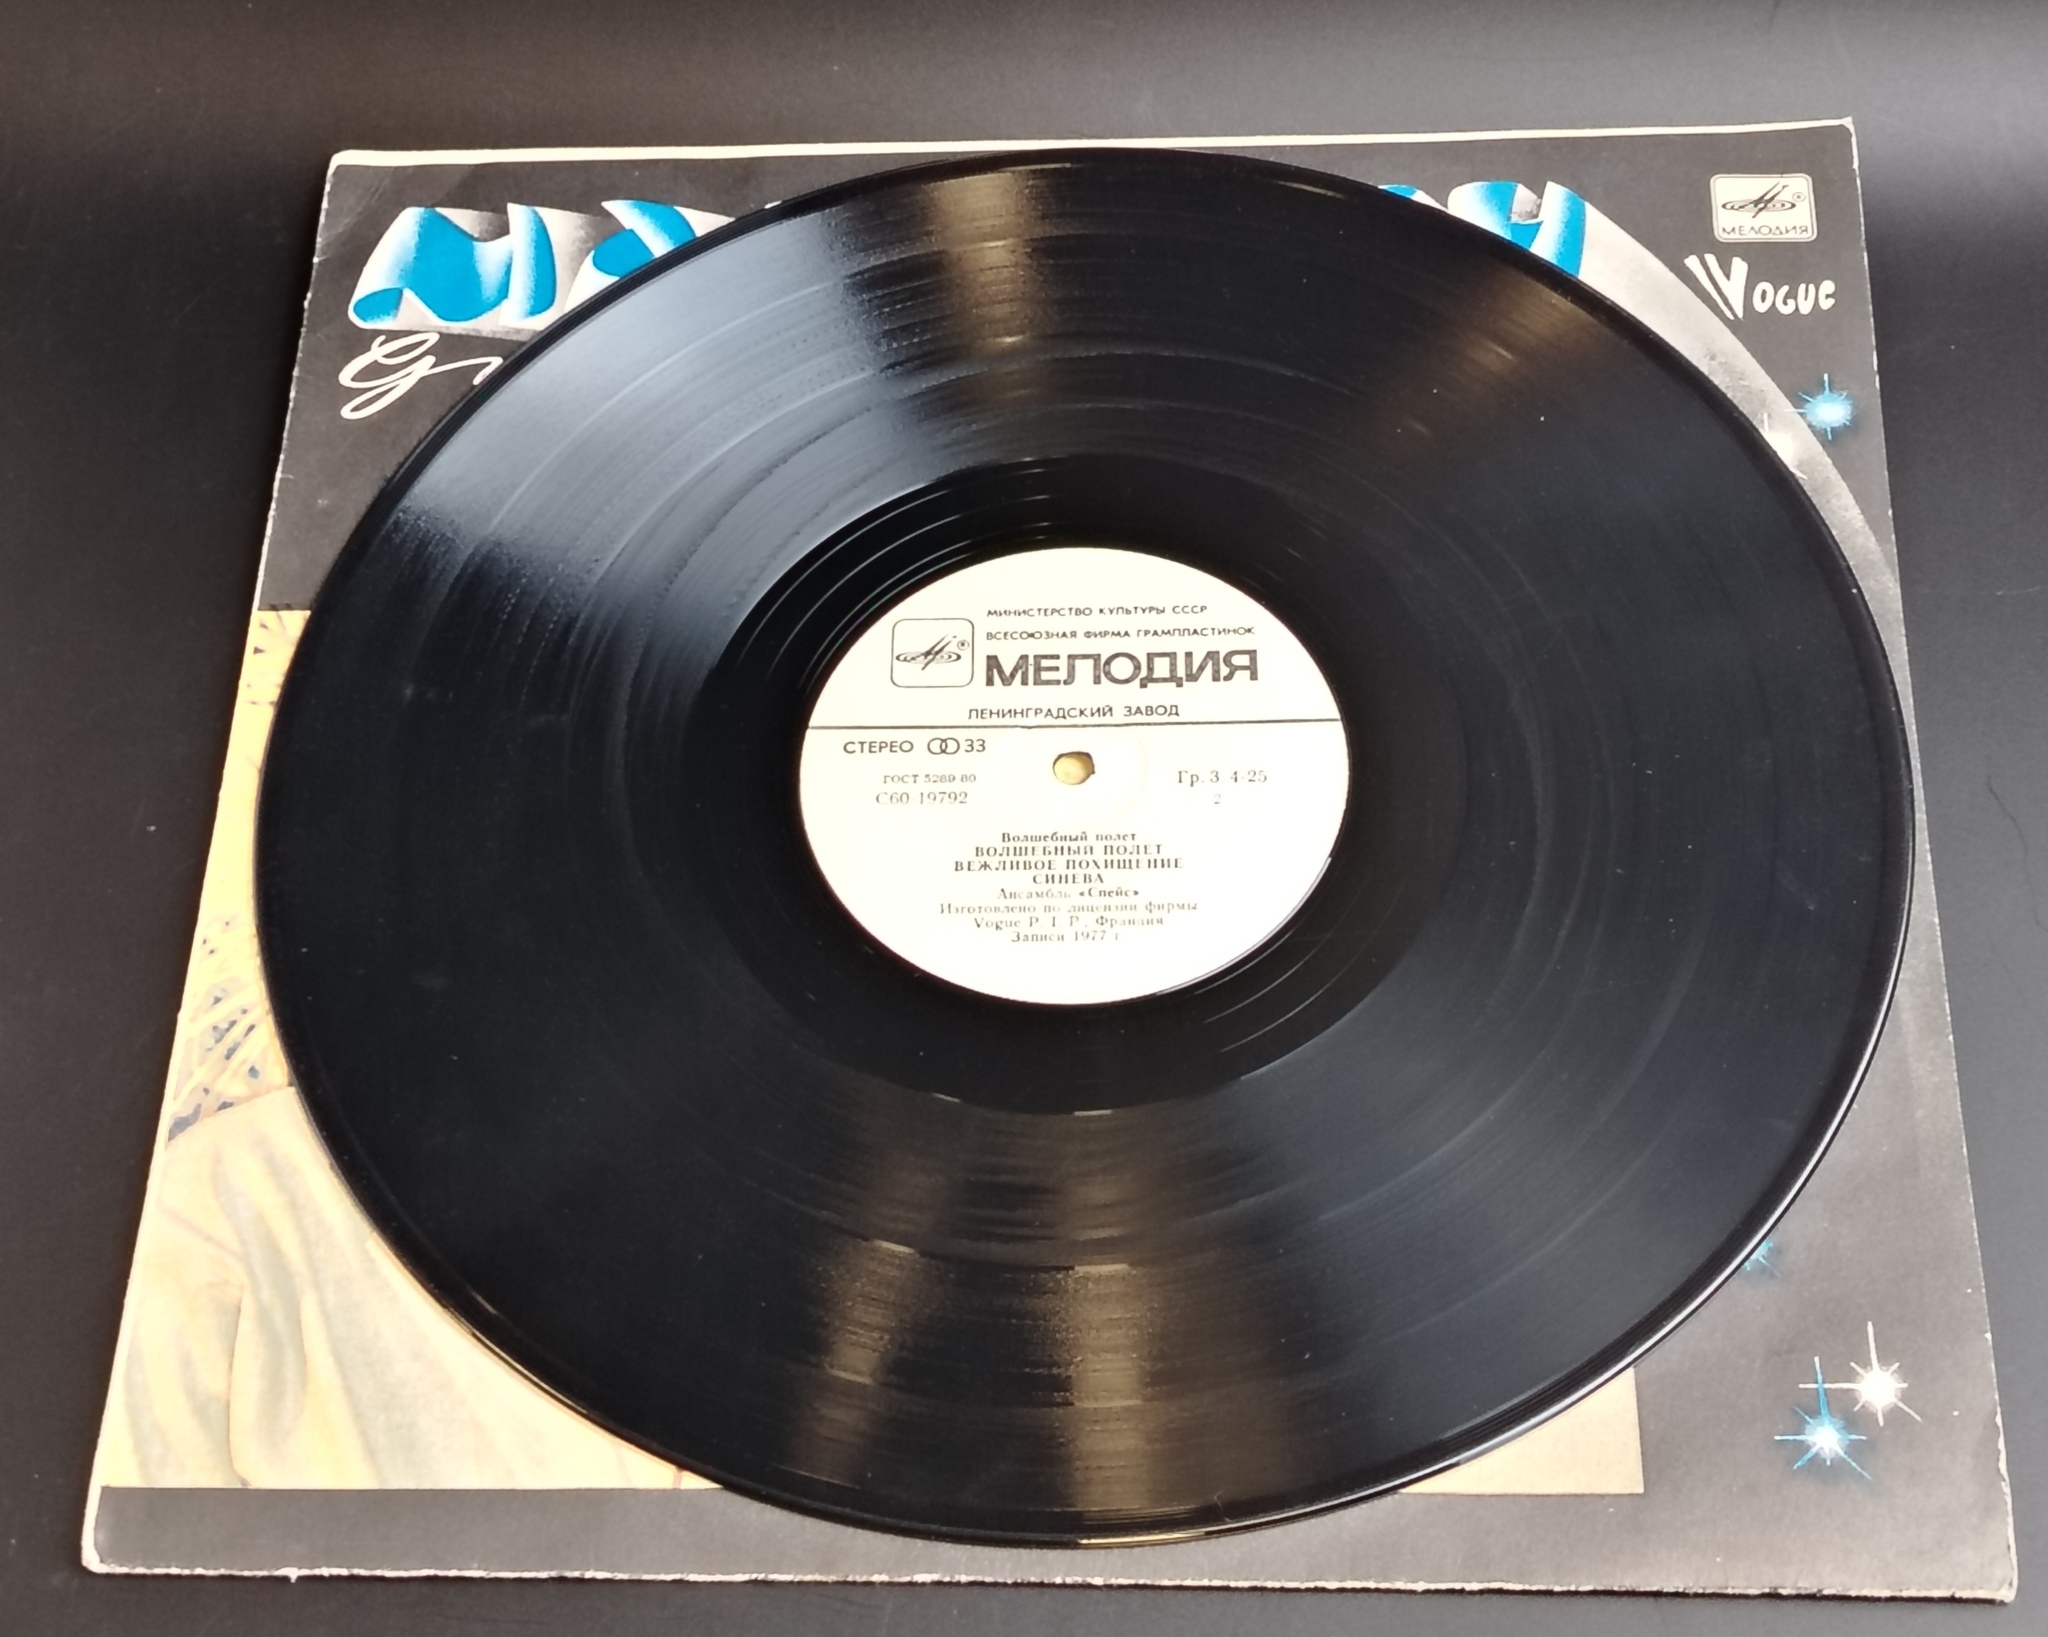 МЕЛОДИЯ
Vogue
МИНИСТЕРСТВО КУЛЬТУРЫ СССР
ВСЕСОЮЗНАЯ ФИРМА ГРАМПЛАСТИНОК
МЕЛОДИЯ
ЛЕНИНГРАДСКИЙ ЗАВОД
СТЕРЕО 33
ГОСТ 5289-80
Гр. 3 4-25
С60 19792
2
Волшебный полет
ВОЛШЕБНЫЙ ПОЛЕТ
ВЕЖЛИВОЕ ПОХИЩЕНИЕ
СИНЕВА
Ансамбль «Спейс»
Изготовлено по лицензии фирмы
Vogue P. I. P., Франция
Записи 1977 г